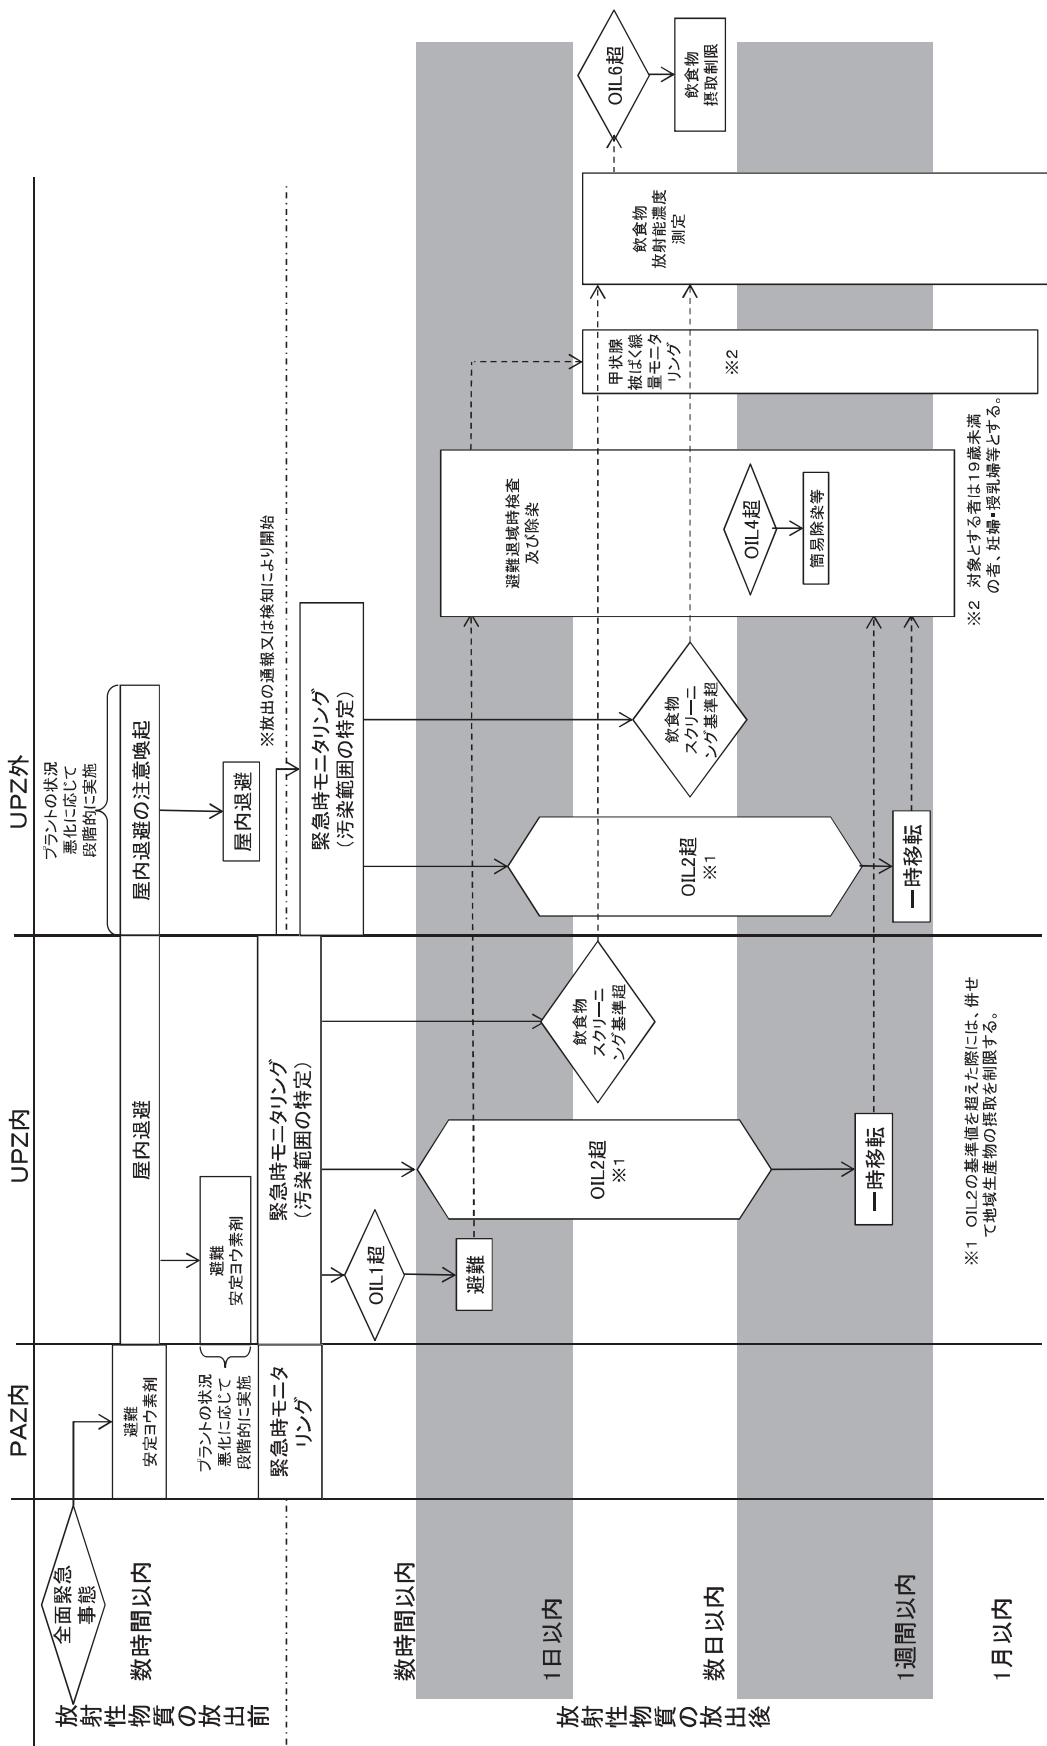 PAZ内
UPZ内
UPZ外
放射性物質の放出前
数時間以内
全面緊急
事態
避難
安定ヨウ素剤
屋内退避
プラントの状況
悪化に応じて
段階的に実施
屋内退避の注意喚起
避難
安定ヨウ素剤
プラントの状況
悪化に応じて
段階的に実施
屋内退避
※放出の通報又は検知により開始
緊急時モニタ
リング
緊急時モニタリング
(汚染範囲の特定)
緊急時モニタリング
(汚染範囲の特定)
放射性物質の放出後
数時間以内
1日以内
数日以内
1週間以内
1月以内
OIL1超
避難
OIL2超
※1
飲食物
スクリーニ
ング基準超
OIL2超
※1
飲食物
スクリーニ
ング基準超
一時移転
一時移転
避難退域時検査
及び除染
OIL4超
簡易除染等
甲状腺
被ばく線
量モニタ
リング
※2
飲食物
放射能濃度
測定
OIL6超
飲食物
摂取制限
※1 OIL2の基準値を超えた際には、併せ
て地域生産物の摂取を制限する。
※2 対象とする者は19歳未満
の者、妊婦・授乳婦等とする。